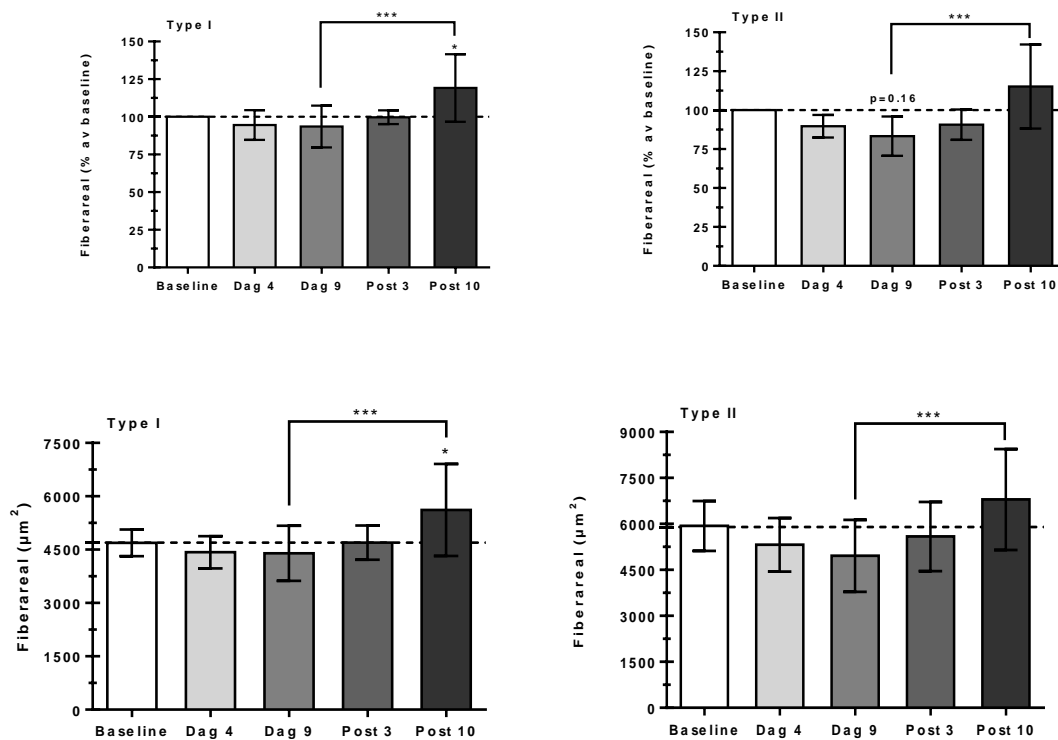 Type I
***
*
Fiberareal (% av baseline)
150
125
100
75
50
25
0
Baseline Dag 4 Dag 9 Post 3 Post 10
Type II
***
p=0.16
Fiberareal (% av baseline)
150
125
100
75
50
25
0
Baseline Dag 4 Dag 9 Post 3 Post 10
Type I
***
*
Fiberareal (µm²)
7500
6000
4500
3000
1500
0
Baseline Dag 4 Dag 9 Post 3 Post 10
Type II
***
Fiberareal (µm²)
9000
7500
6000
4500
3000
1500
0
Baseline Dag 4 Dag 9 Post 3 Post 10